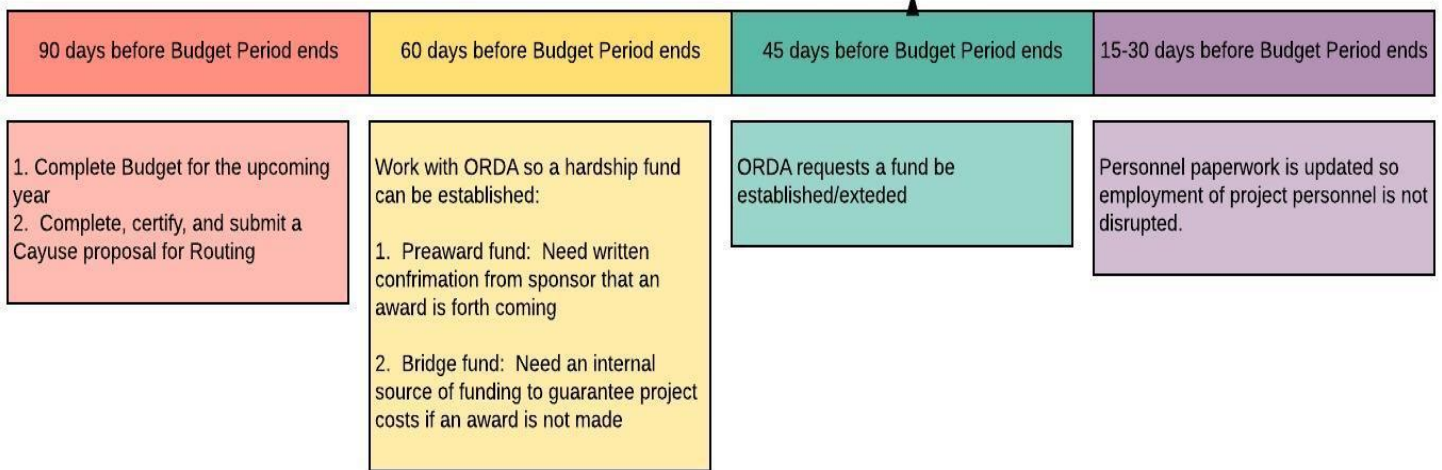 90 days before Budget Period ends
60 days before Budget Period ends
45 days before Budget Period ends
15-30 days before Budget Period ends
1. Complete Budget for the upcoming
year
2.  Complete, certify, and submit a
Cayuse proposal for Routing
Work with ORDA so a hardship fund
can be established:
1.  Preaward fund:  Need written
confrimation from sponsor that an
award is forth coming
2.  Bridge fund:  Need an internal
source of funding to guarantee project
costs if an award is not made
ORDA requests a fund be
established/exteded
Personnel paperwork is updated so
employment of project personnel is not
disrupted.